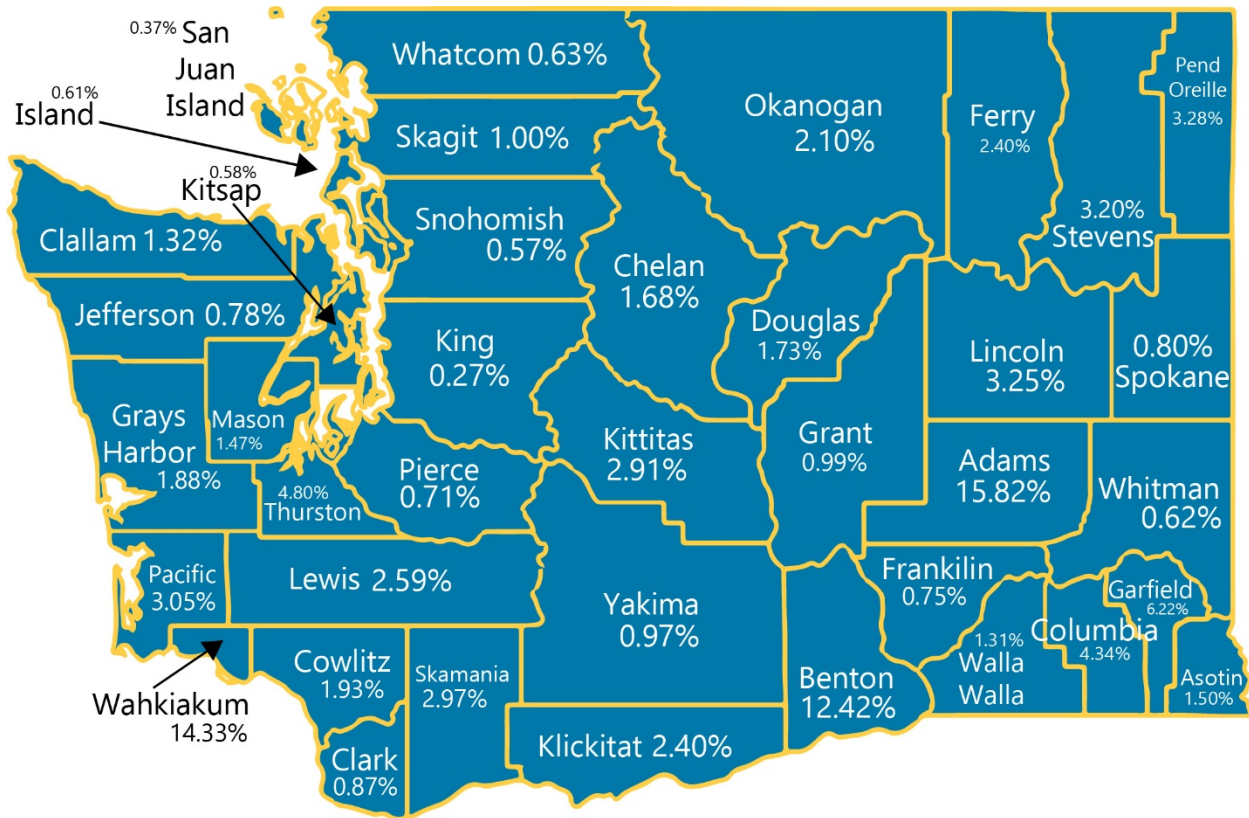 0.37% San
Juan
Island
0.61%
Island
0.58%
Kitsap
Whatcom 0.63%
Skagit 1.00%
Snohomish
0.57%
Okanogan
2.10%
Ferry
2.40%
3.20%
Stevens
Pend
Oreille
3.28%
Clallam 1.32%
Jefferson 0.78%
King
0.27%
Chelan
1.68%
Douglas
1.73%
Lincoln
3.25%
0.80%
Spokane
Grays
Harbor
1.88%
Mason
1.47%
4.80%
Thurston
Pierce
0.71%
Kittitas
2.91%
Grant
0.99%
Adams
15.82%
Whitman
0.62%
Pacific
3.05%
Lewis 2.59%
Yakima
0.97%
Frankilin
0.75%
Garfield
6.22%
Columbia
4.34%
1.31%
Walla
Walla
Asotin
1.50%
Benton
12.42%
Wahkiakum
14.33%
Cowlitz
1.93%
Skamania
2.97%
Clark
0.87%
Klickitat 2.40%